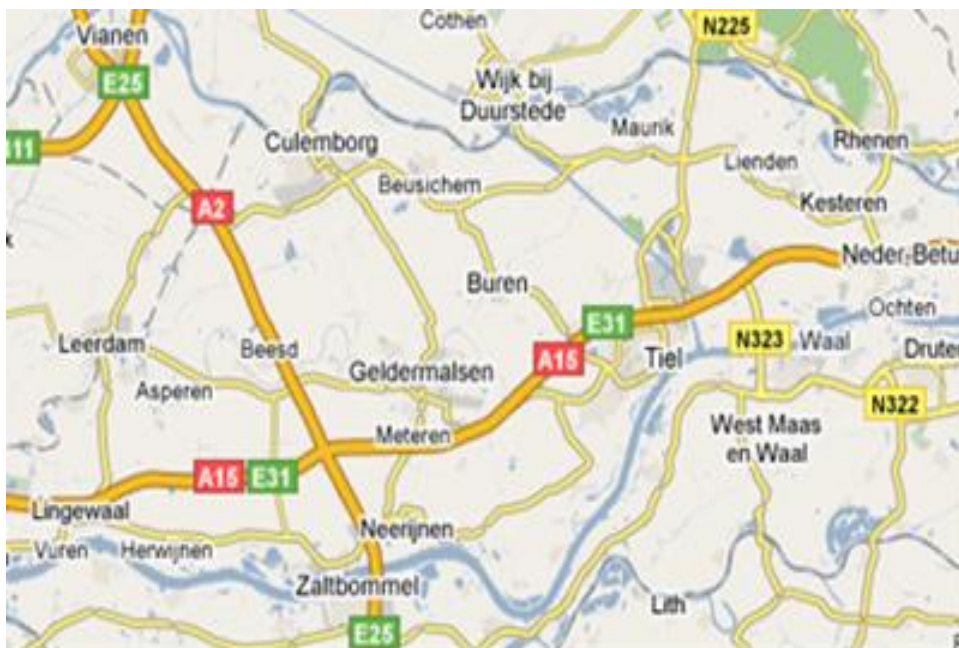 Cothen
Vianen
N225
E25
Wijk bij
Duurstede
Maurik
Culemborg
Rhenen
Lienden
Beusichem
Kesteren
A2
Neder-Betu
Buren
Ochten
E31
N323
Waal
Leerdam
Beesd
A15
Tiel
Druten
Geldermalsen
Asperen
N322
West Maas
en Waal
Meteren
A15
E31
Lingewaal
Neerijnen
Vuren
Herwijnen
Zaltbommel
Lith
E25